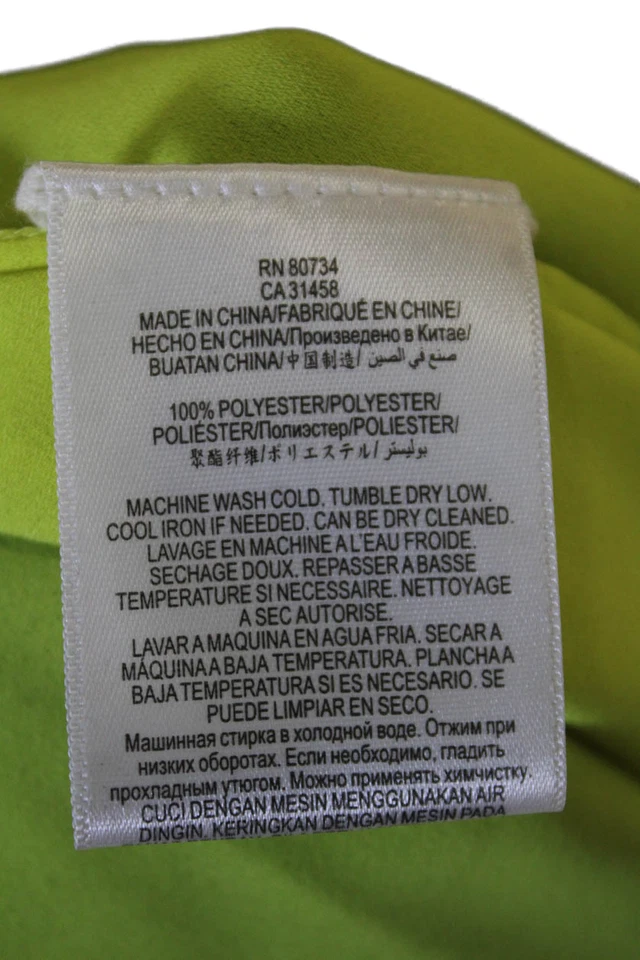 RN 80734
CA 31458
MADE IN CHINA/FABRIQUÉ EN CHINE/
HECHO EN CHINA/Произведено в Китае/
BUATAN CHINA/中国制造/ صنع في الصين
100% POLYESTER/POLYESTER/
POLIÉSTER/Полиэстер/POLIESTER/
聚酯纤维/ポリエステル/ بوليستر
MACHINE WASH COLD. TUMBLE DRY LOW.
COOL IRON IF NEEDED. CAN BE DRY CLEANED.
LAVAGE EN MACHINE A L'EAU FROIDE.
SECHAGE DOUX. REPASSER A BASSE
TEMPERATURE SI NECESSAIRE. NETTOYAGE
A SEC AUTORISE.
LAVAR A MAQUINA EN AGUA FRIA. SECAR A
MÁQUINA A BAJA TEMPERATURA. PLANCHA A
BAJA TEMPERATURA SI ES NECESARIO. SE
PUEDE LIMPIAR EN SECO.
Машинная стирка в холодной воде. Отжим при
низких оборотах. Если необходимо, гладить
прохладным утюгом. Можно применять химчистку.
CUCI DENGAN MESIN MENGGUNAKAN AIR
DINGIN. KERINGKAN DENGAN MESIN PADA